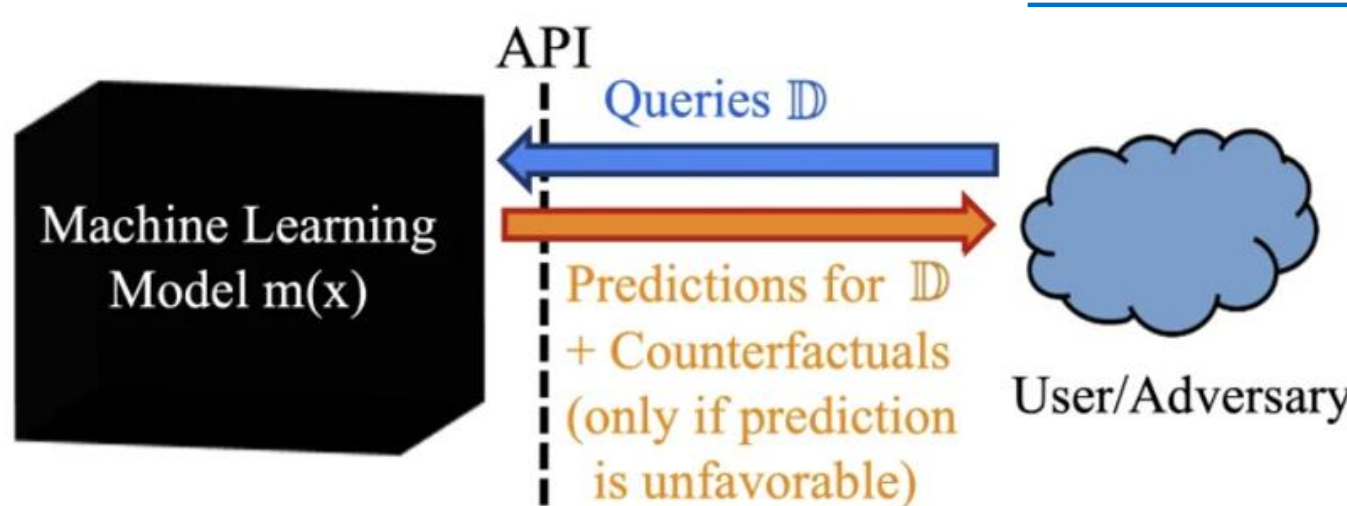 API
Queries 𝔻
Machine Learning
Model m(x)
Predictions for 𝔻
+ Counterfactuals
(only if prediction
is unfavorable)
User/Adversary